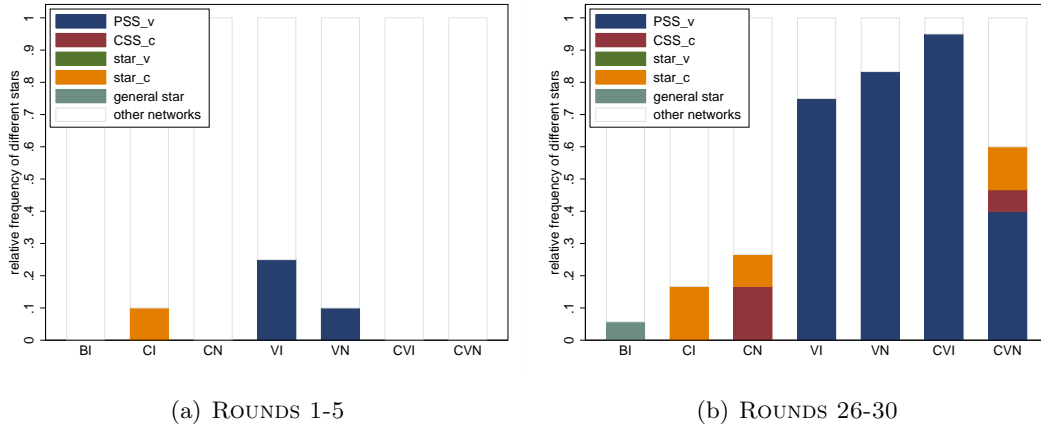 relative frequency of different stars
1
.9
.8
.7
.6
.5
.4
.3
.2
.1
0
PSS_v
CSS_c
star_v
star_c
general star
other networks
BI CI CN VI VN CVI CVN
(a) ROUNDS 1-5
relative frequency of different stars
1
.9
.8
.7
.6
.5
.4
.3
.2
.1
0
PSS_v
CSS_c
star_v
star_c
general star
other networks
BI CI CN VI VN CVI CVN
(b) ROUNDS 26-30